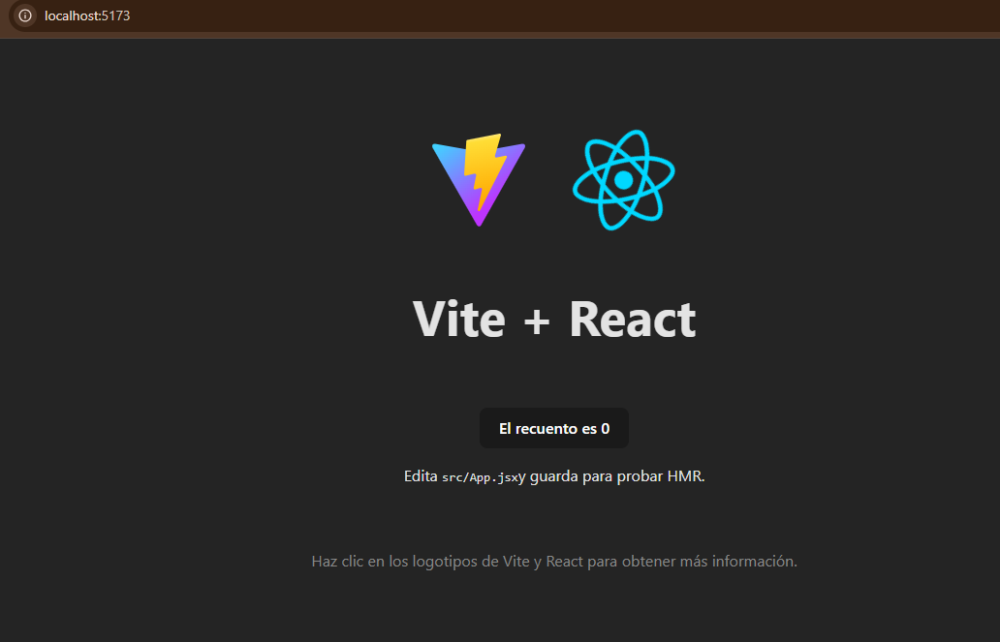 localhost:5173
Vite + React
El recuento es 0
Edita src/App.jsxy guarda para probar HMR.
Haz clic en los logotipos de Vite y React para obtener más información.